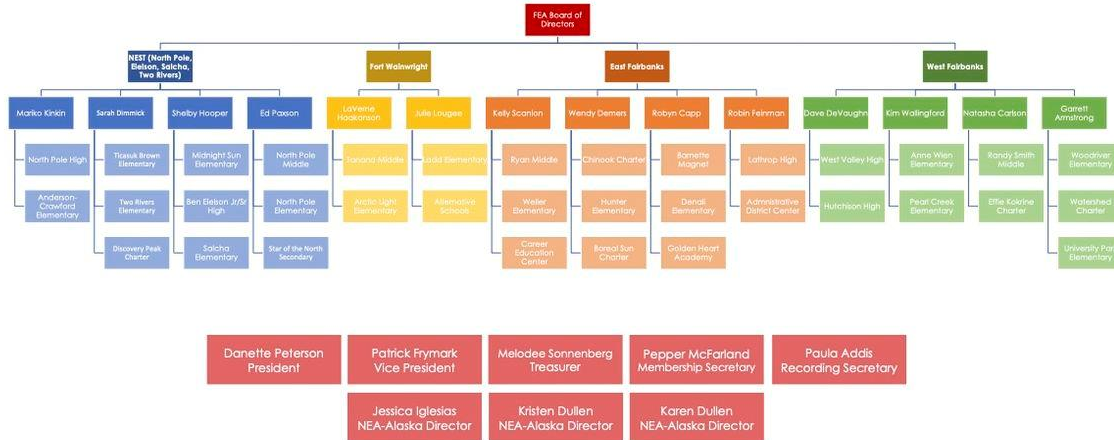 FEA Board of
Directors
NEST (North Pole,
Eielson, Salcha,
Two Rivers)
Fort Wainwright
East Fairbanks
West Fairbanks
Mariko Kinkin
Sarah Dimmick
Shelby Hooper
Ed Paxson
LaVerne
Haakanson
Julie Lougee
Kelly Scanlon
Wendy Demers
Robyn Capp
Robin Feinman
Dave DeVaughn
Kim Wallingford
Natasha Carlson
Garrett
Armstrong
North Pole High
Anderson-
Crawford
Elementary
Ticasuk Brown
Elementary
Two Rivers
Elementary
Discovery Peak
Charter
Midnight Sun
Elementary
Ben Eielson Jr/Sr
High
Salcha
Elementary
North Pole
Middle
North Pole
Elementary
Star of the North
Secondary
Tanana Middle
Arctic Light
Elementary
Ladd Elementary
Alternative
Schools
Ryan Middle
Weller
Elementary
Career
Education
Center
Chinook Charter
Hunter
Elementary
Boreal Sun
Charter
Barnette
Magnet
Denali
Elementary
Golden Heart
Academy
Lathrop High
Admnistrative
District Center
West Valley High
Hutchison High
Anne Wien
Elementary
Pearl Creek
Elementary
Randy Smith
Middle
Effie Kokrine
Charter
Woodriver
Elementary
Watershed
Charter
University Park
Elementary
Danette Peterson
President
Patrick Frymark
Vice President
Melodee Sonnenberg
Treasurer
Pepper McFarland
Membership Secretary
Paula Addis
Recording Secretary
Jessica Iglesias
NEA-Alaska Director
Kristen Dullen
NEA-Alaska Director
Karen Dullen
NEA-Alaska Director